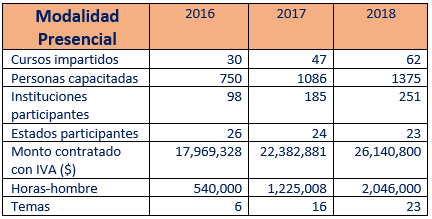 Modalidad Presencial 2016 2017 2018
Cursos impartidos 30 47 62
Personas capacitadas 750 1086 1375
Instituciones participantes 98 185 251
Estados participantes 26 24 23
Monto contratado con IVA ($) 17,969,328 22,382,881 26,140,800
Horas-hombre 540,000 1,225,008 2,046,000
Temas 6 16 23